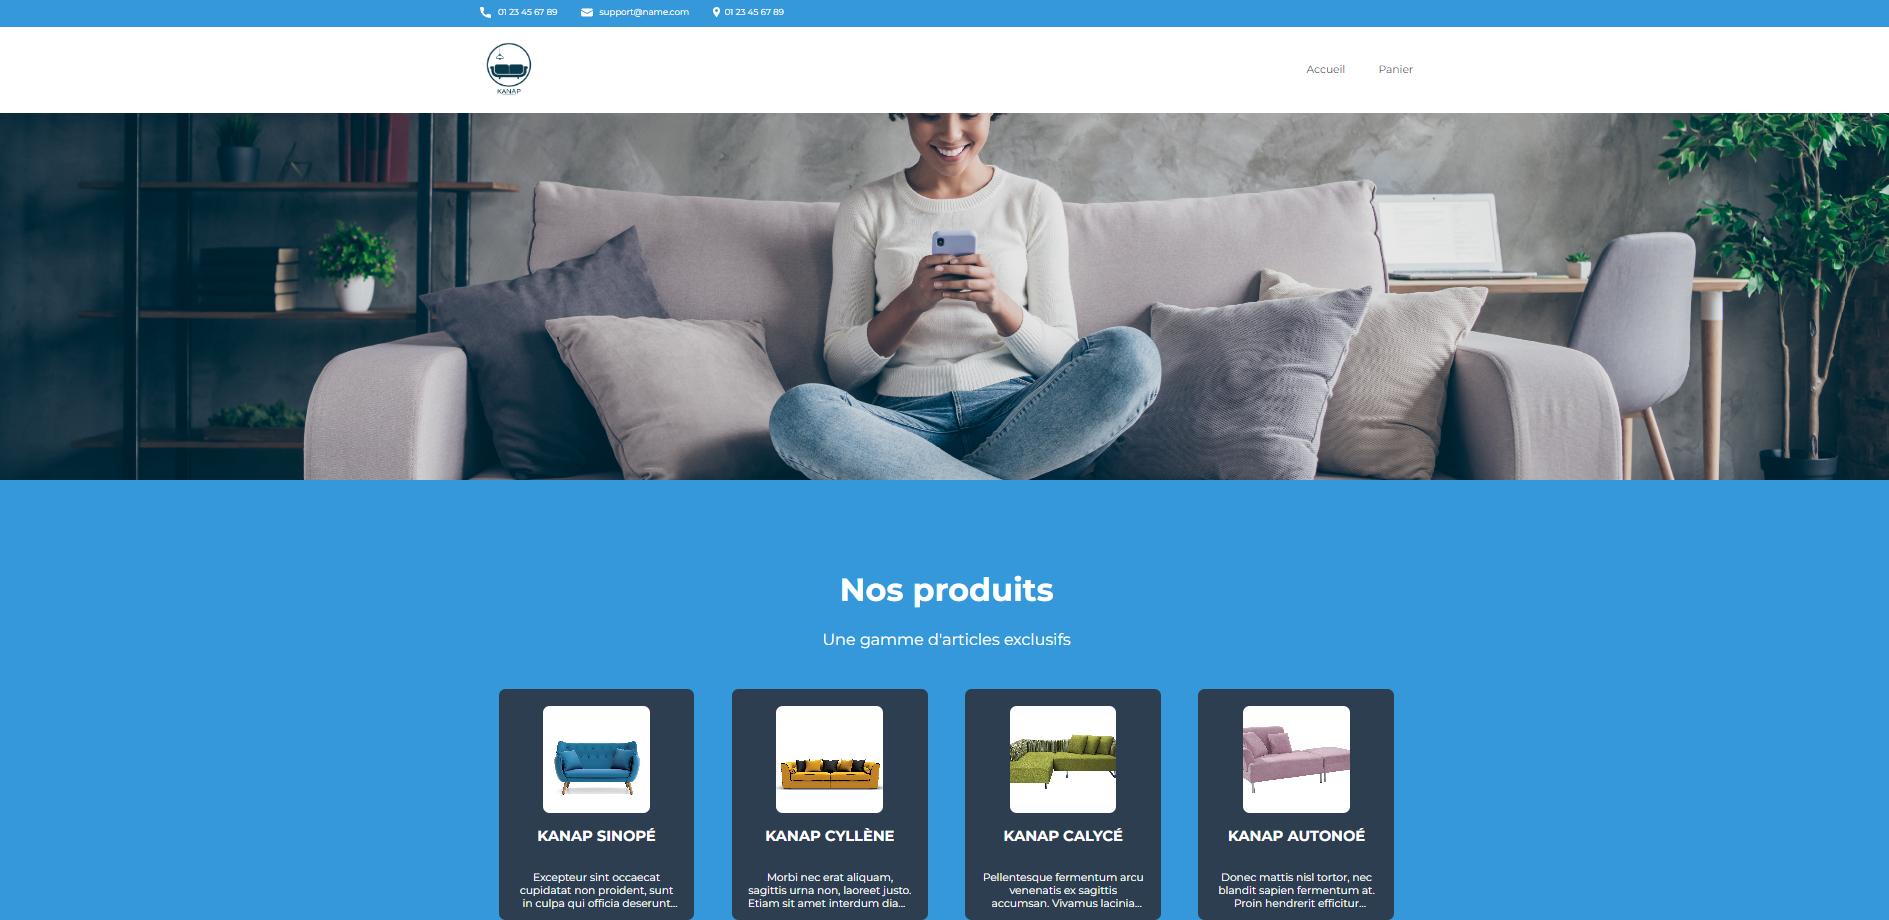 01 23 45 67 89 support@name.com 01 23 45 67 89
KANAP
Accueil Panier
Nos produits
Une gamme d'articles exclusifs
KANAP SINOPÉ
Excepteur sint occaecat
cupidatat non proident, sunt
in culpa qui officia deserunt...
KANAP CYLLÈNE
Morbi nec erat aliquam,
sagittis urna non, laoreet justo.
Etiam sit amet interdum dia...
KANAP CALYCÉ
Pellentesque fermentum arcu
venenatis ex sagittis
accumsan. Vivamus lacinia...
KANAP AUTONOÉ
Donec mattis nisl tortor, nec
blandit sapien fermentum at.
Proin hendrerit efficitur...